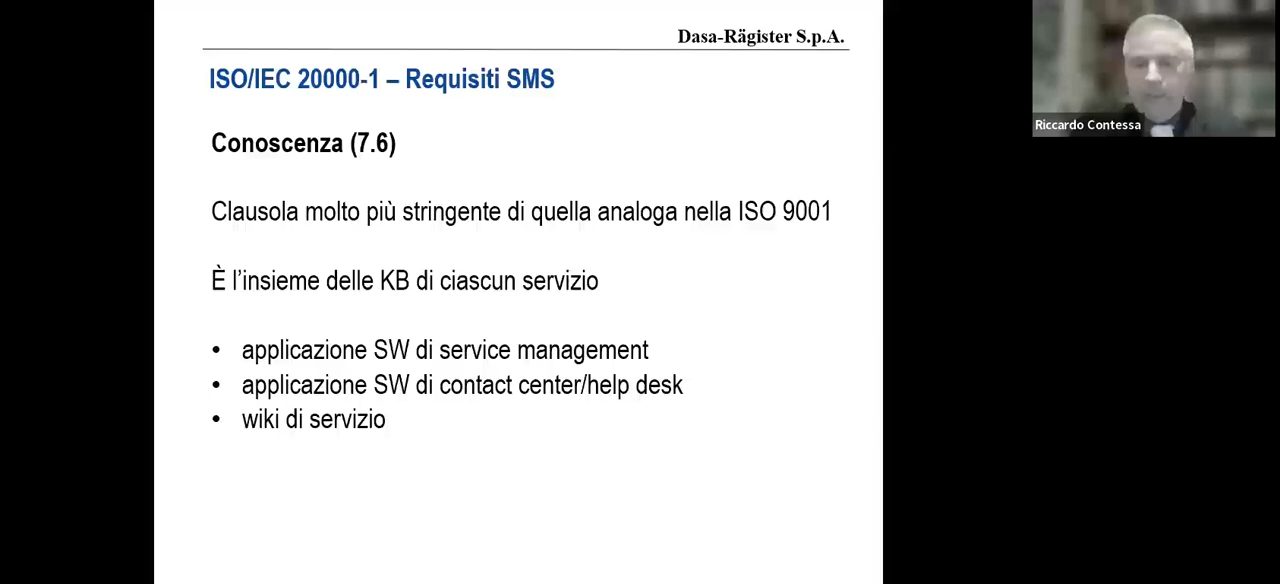 Dasa-Rägister S.p.A.
ISO/IEC 20000-1 – Requisiti SMS
Conoscenza (7.6)
Clausola molto più stringente di quella analoga nella ISO 9001
È l’insieme delle KB di ciascun servizio
• applicazione SW di service management
• applicazione SW di contact center/help desk
• wiki di servizio
Riccardo Contessa